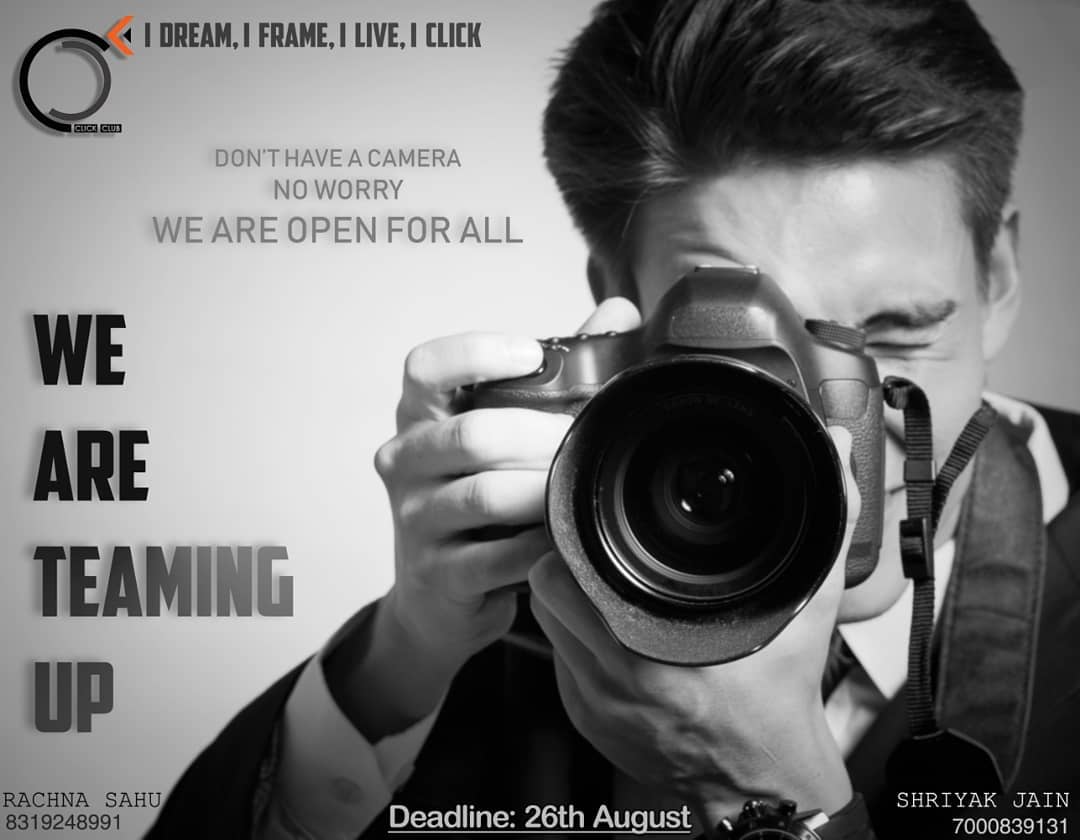 I DREAM, I FRAME, I LIVE, I CLICK
CLICK CLUB
DON'T HAVE A CAMERA
NO WORRY
WE ARE OPEN FOR ALL
WE
ARE
TEAMING
UP
RACHNA SAHU
8319248991
Deadline: 26th August
SHRIYAK JAIN
7000839131